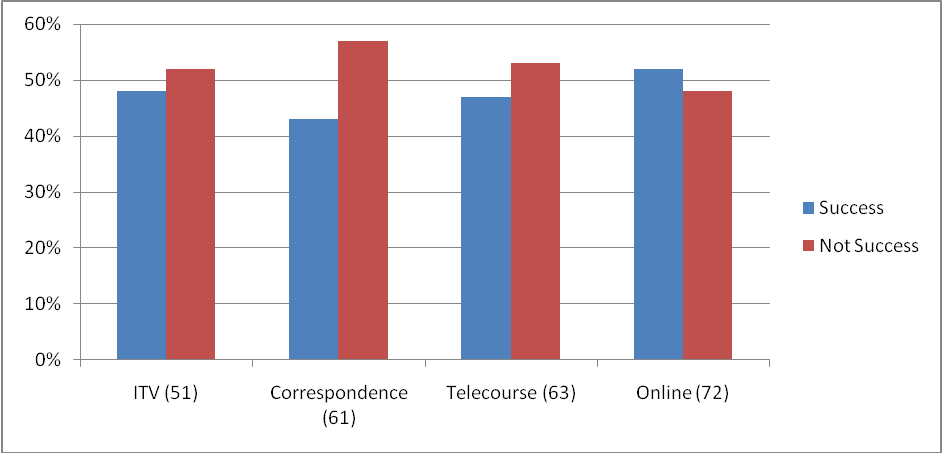 60%
50%
40%
30%
20%
10%
0%
ITV (51)
Correspondence
(61)
Telecourse (63)
Online (72)
Success
Not Success